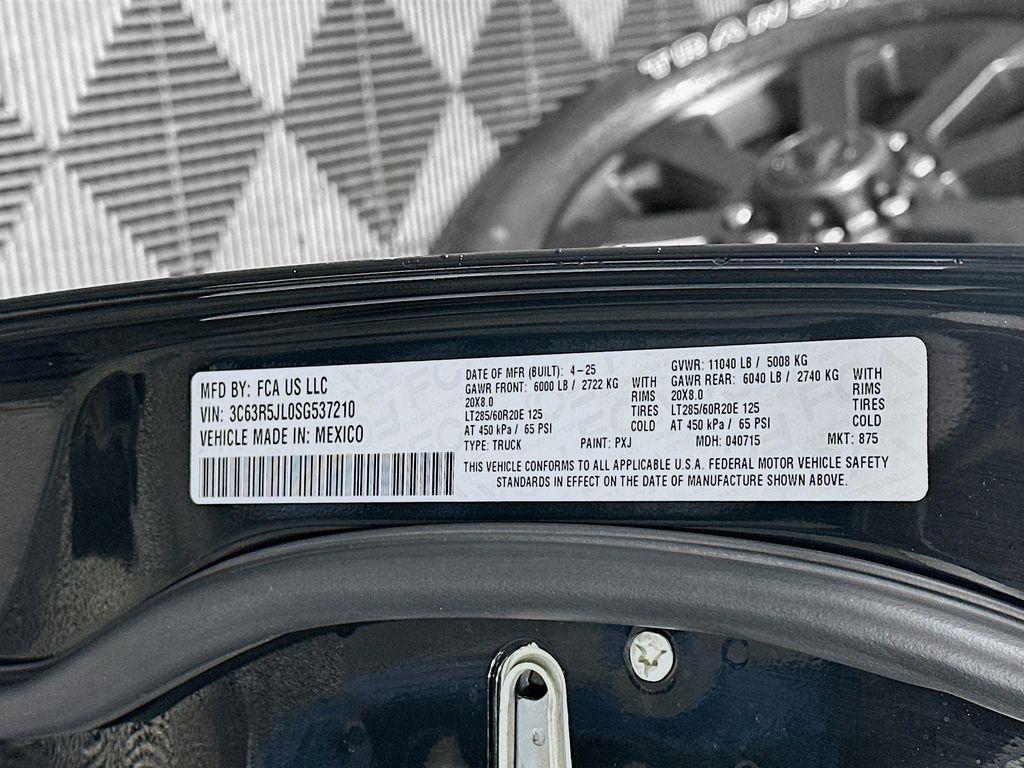 TRANS
MFD BY: FCA US LLC
VIN: 3C63R5JL0SG537210
VEHICLE MADE IN: MEXICO
DATE OF MFR (BUILT): 4-25
GAWR FRONT: 6000 LB / 2722 KG WITH
20X8.0 RIMS
LT285/60R20E 125 TIRES
AT 450 kPa / 65 PSI COLD
GVWR: 11040 LB / 5008 KG
GAWR REAR: 6040 LB / 2740 KG WITH
20X8.0 RIMS
LT285/60R20E 125 TIRES
AT 450 kPa / 65 PSI COLD
TYPE: TRUCK PAINT: PXJ MDH: 040715 MKT: 875
THIS VEHICLE CONFORMS TO ALL APPLICABLE U.S.A. FEDERAL MOTOR VEHICLE SAFETY
STANDARDS IN EFFECT ON THE DATE OF MANUFACTURE SHOWN ABOVE.